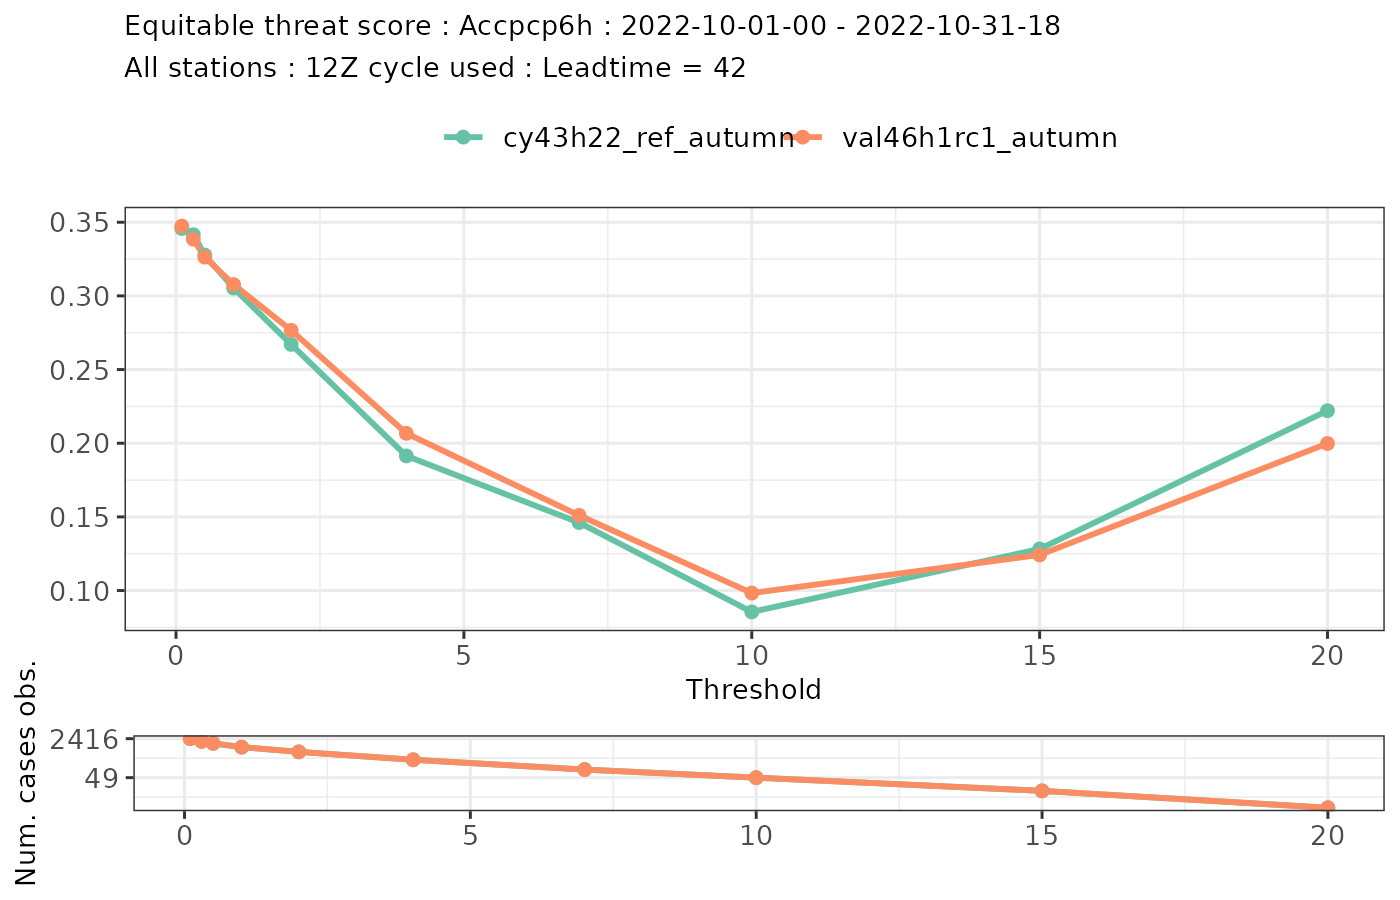 Equitable threat score : Accpcp6h : 2022-10-01-00 - 2022-10-31-18
All stations : 12Z cycle used : Leadtime = 42
cy43h22_ref_autumn val46h1rc1_autumn
0.35
0.30
0.25
0.20
0.15
0.10
0 5 10 15 20
Threshold
Num. cases obs.
2416
49
0 5 10 15 20